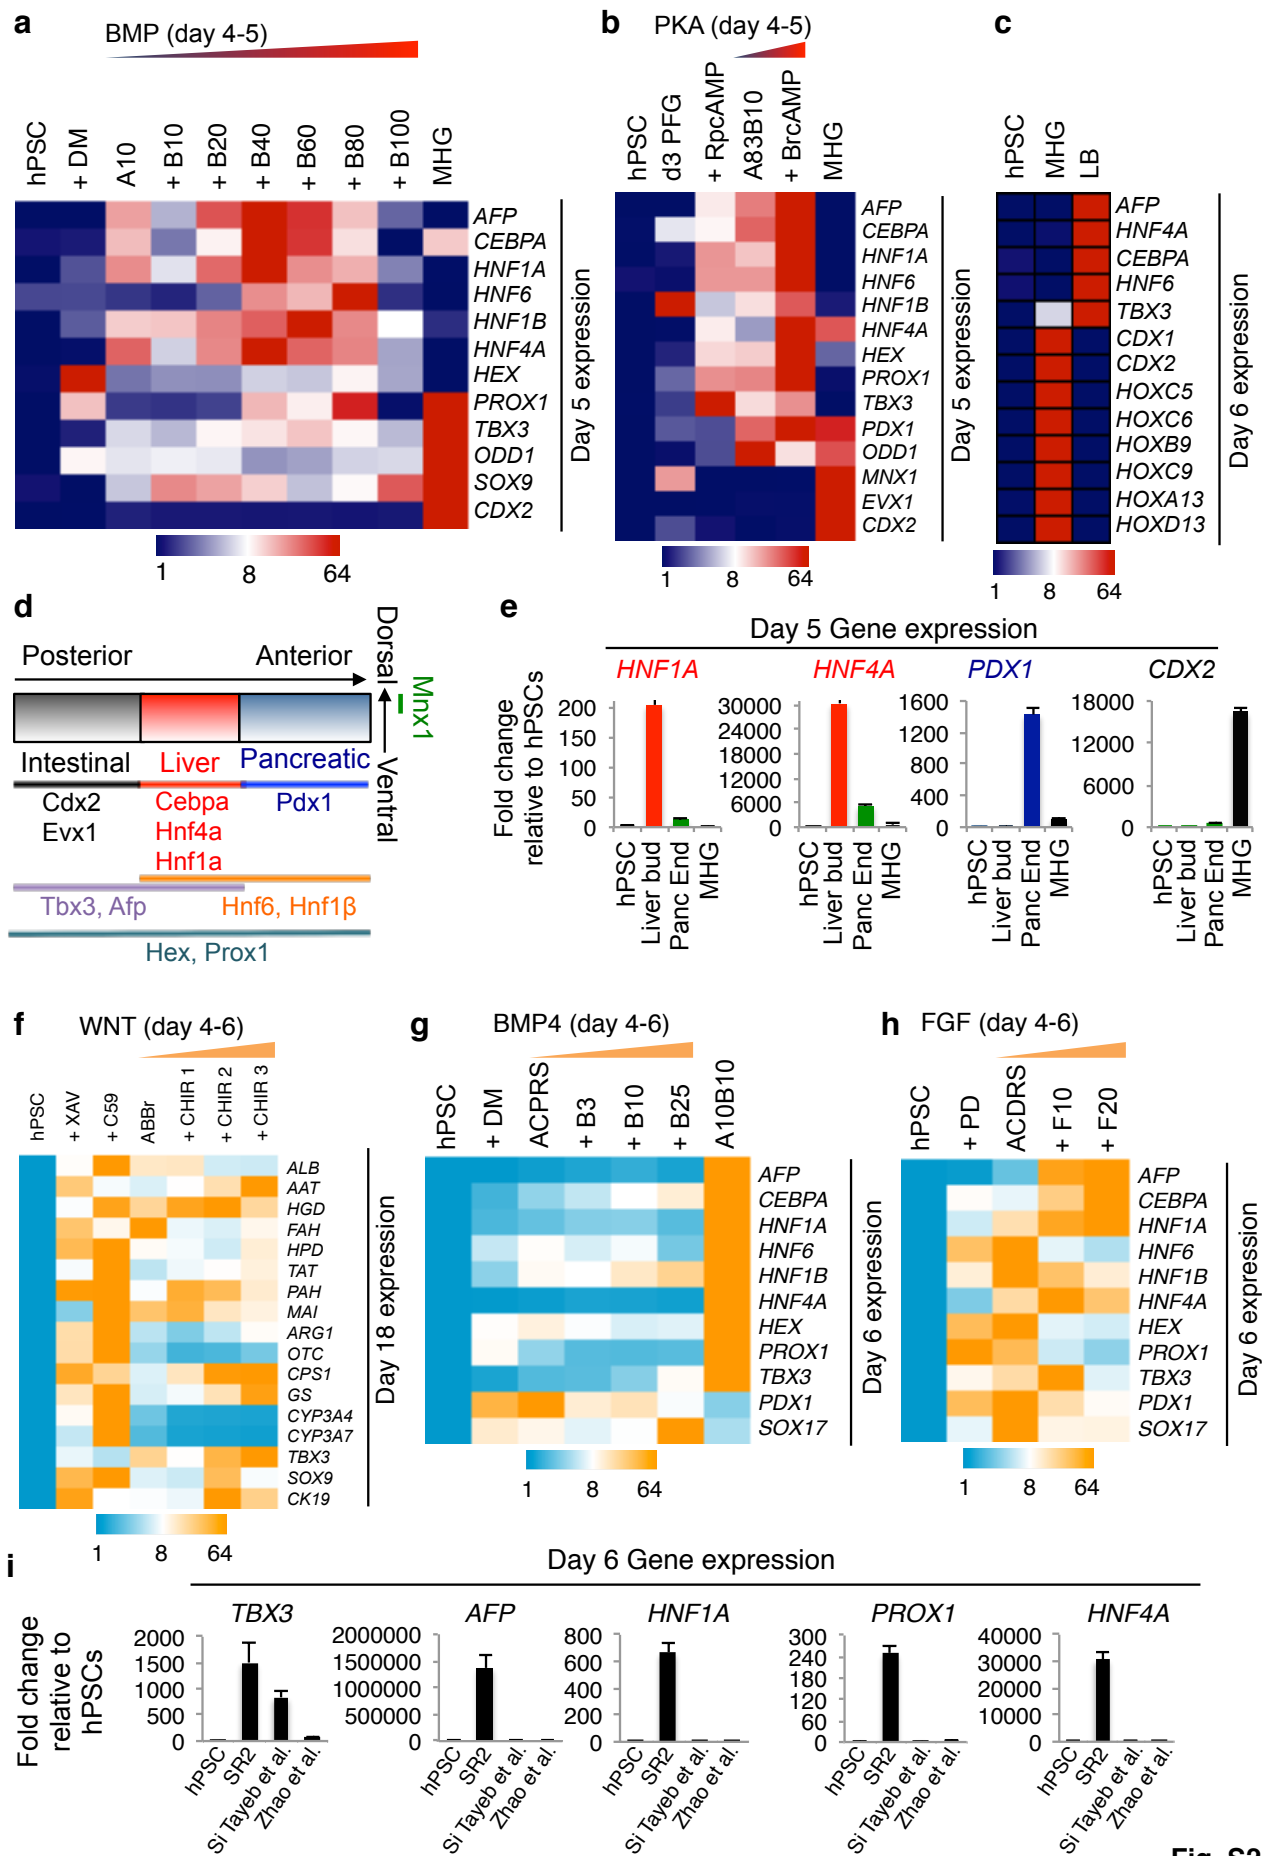 a
BMP (day 4-5)
hPSC
+ DM
A10
+ B10
+ B20
+ B40
+ B60
+ B80
+ B100
MHG
AFP
CEBPA
HNF1A
HNF6
HNF1B
HNF4A
HEX
PROX1
TBX3
ODD1
SOX9
CDX2
Day 5 expression
1 8 64
b
PKA (day 4-5)
hPSC
d3 PFG
+ RpcAMP
A83B10
+ BrcAMP
MHG
AFP
CEBPA
HNF1A
HNF6
HNF1B
HNF4A
HEX
PROX1
TBX3
PDX1
ODD1
MNX1
EVX1
CDX2
Day 5 expression
1 8 64
c
hPSC
MHG
LB
AFP
HNF4A
CEBPA
HNF6
TBX3
CDX1
CDX2
HOXC5
HOXC6
HOXB9
HOXC9
HOXA13
HOXD13
Day 6 expression
1 8 64
d
Posterior Anterior
Dorsal
Ventral
Mnx1
Intestinal Liver Pancreatic
Cdx2 Cebpa Pdx1
Evx1 Hnf4a
Hnf1a
Tbx3, Afp Hnf6, Hnf1β
Hex, Prox1
e
Day 5 Gene expression
Fold change
relative to hPSCs
HNF1A
200
150
100
50
0
hPSC
Liver bud
Panc End
MHG
HNF4A
30000
24000
18000
12000
6000
0
hPSC
Liver bud
Panc End
MHG
PDX1
1600
1200
800
400
0
hPSC
Liver bud
Panc End
MHG
CDX2
18000
12000
6000
0
hPSC
Liver bud
Panc End
MHG
f
WNT (day 4-6)
hPSC
+ XAV
+ C59
ABBr
+ CHIR 1
+ CHIR 2
+ CHIR 3
ALB
AAT
HGD
FAH
HPD
TAT
PAH
MAI
ARG1
OTC
CPS1
GS
CYP3A4
CYP3A7
TBX3
SOX9
CK19
Day 18 expression
1 8 64
g
BMP4 (day 4-6)
hPSC
+ DM
ACPRS
+ B3
+ B10
+ B25
A10B10
AFP
CEBPA
HNF1A
HNF6
HNF1B
HNF4A
HEX
PROX1
TBX3
PDX1
SOX17
Day 6 expression
1 8 64
h
FGF (day 4-6)
hPSC
+ PD
ACDRS
+ F10
+ F20
AFP
CEBPA
HNF1A
HNF6
HNF1B
HNF4A
HEX
PROX1
TBX3
PDX1
SOX17
Day 6 expression
1 8 64
i
Day 6 Gene expression
Fold change
relative to
hPSCs
TBX3
2000
1500
1000
500
0
hPSC
SR2
Si Tayeb et al.
Zhao et al.
AFP
2000000
1500000
1000000
500000
0
hPSC
SR2
Si Tayeb et al.
Zhao et al.
HNF1A
800
600
400
200
0
hPSC
SR2
Si Tayeb et al.
Zhao et al.
PROX1
300
240
180
120
60
0
hPSC
SR2
Si Tayeb et al.
Zhao et al.
HNF4A
40000
30000
20000
10000
0
hPSC
SR2
Si Tayeb et al.
Zhao et al.
Fig. S2